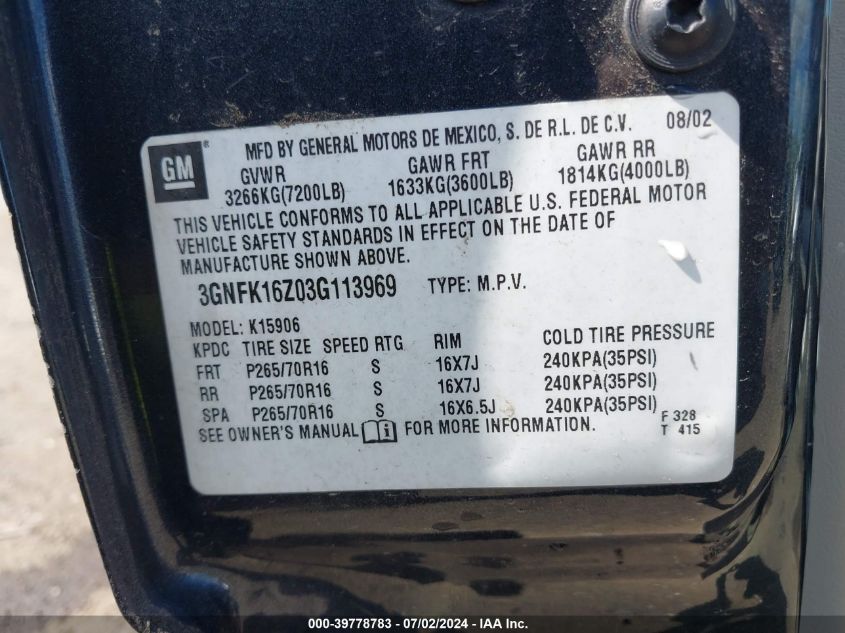 GM® MFD BY GENERAL MOTORS DE MEXICO, S. DE R.L. DE C.V. 08/02
GVWR GAWR FRT GAWR RR
3266KG(7200LB) 1633KG(3600LB) 1814KG(4000LB)
THIS VEHICLE CONFORMS TO ALL APPLICABLE U.S. FEDERAL MOTOR
VEHICLE SAFETY STANDARDS IN EFFECT ON THE DATE OF
MANUFACTURE SHOWN ABOVE.
3GNFK16Z03G113969 TYPE: M.P.V.
MODEL: K15906
KPDC TIRE SIZE SPEED RTG RIM COLD TIRE PRESSURE
FRT P265/70R16 S 16X7J 240KPA(35PSI)
RR P265/70R16 S 16X7J 240KPA(35PSI)
SPA P265/70R16 S 16X6.5J 240KPA(35PSI)
SEE OWNER'S MANUAL i FOR MORE INFORMATION.
F 328
T 415
000-39778783 - 07/02/2024 - IAA Inc.